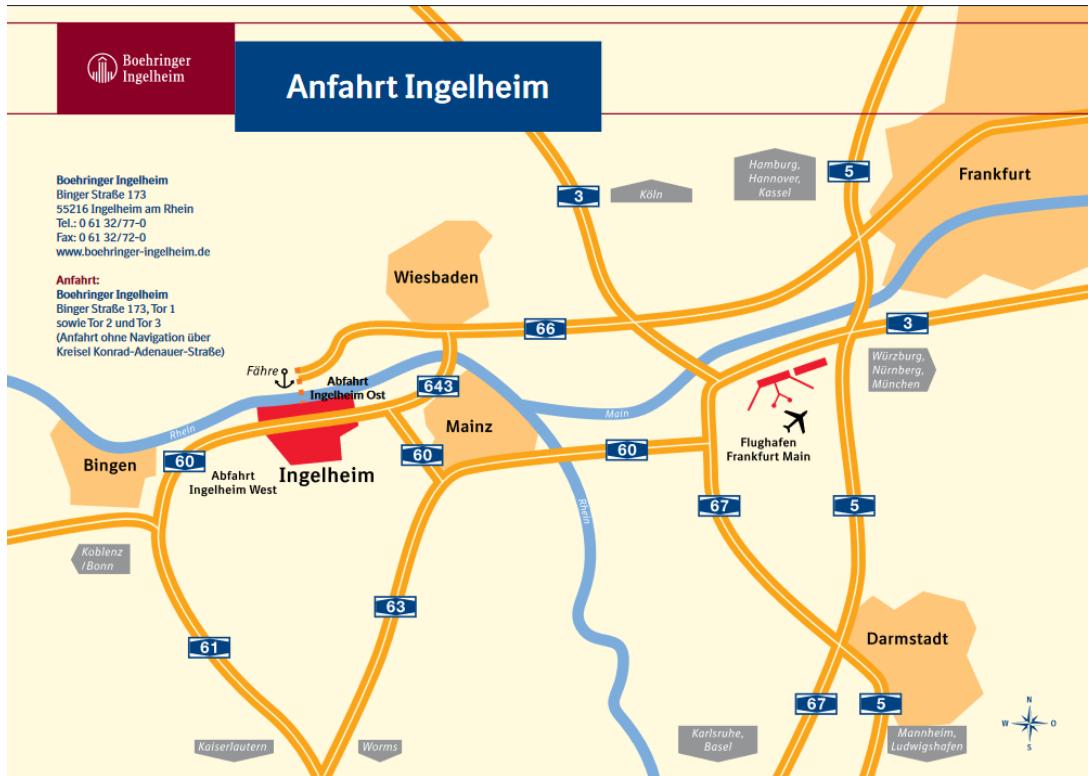 Boehringer
Ingelheim
Anfahrt Ingelheim
Boehringer Ingelheim
Binger Straße 173
55216 Ingelheim am Rhein
Tel.: 0 61 32/77-0
Fax: 0 61 32/72-0
www.boehringer-ingelheim.de
Anfahrt:
Boehringer Ingelheim
Binger Straße 173, Tor 1
sowie Tor 2 und Tor 3
(Anfahrt ohne Navigation über
Kreisel Konrad-Adenauer-Straße)
Hamburg,
Hannover,
Kassel
5
Frankfurt
3
Köln
Wiesbaden
66
3
Würzburg,
Nürnberg,
München
Fähre
Abfahrt
Ingelheim Ost
643
Main
Rhein
Mainz
Flughafen
Frankfurt Main
Bingen
60
Abfahrt
Ingelheim West
Ingelheim
60
60
Rhein
67
5
Koblenz
/Bonn
63
61
Darmstadt
67
5
Kaiserlautern
Worms
Karlsruhe,
Basel
Mannheim,
Ludwigshafen
N
W
O
S